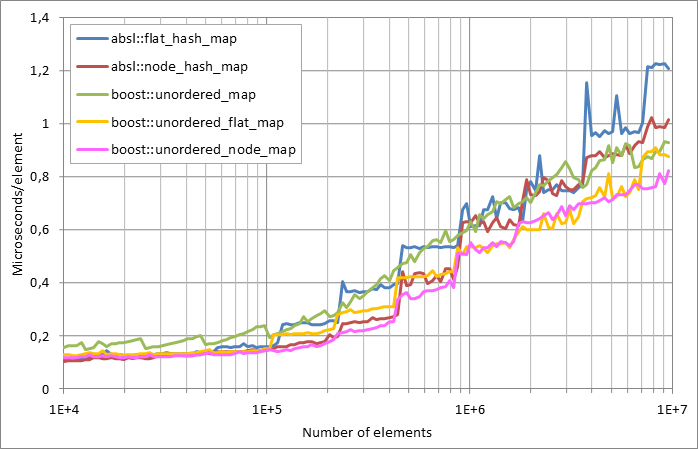 1,4
1,2
1
0,8
0,6
0,4
0,2
0
Microseconds/element
absl::flat_hash_map
absl::node_hash_map
boost::unordered_map
boost::unordered_flat_map
boost::unordered_node_map
1E+4 1E+5 1E+6 1E+7
Number of elements